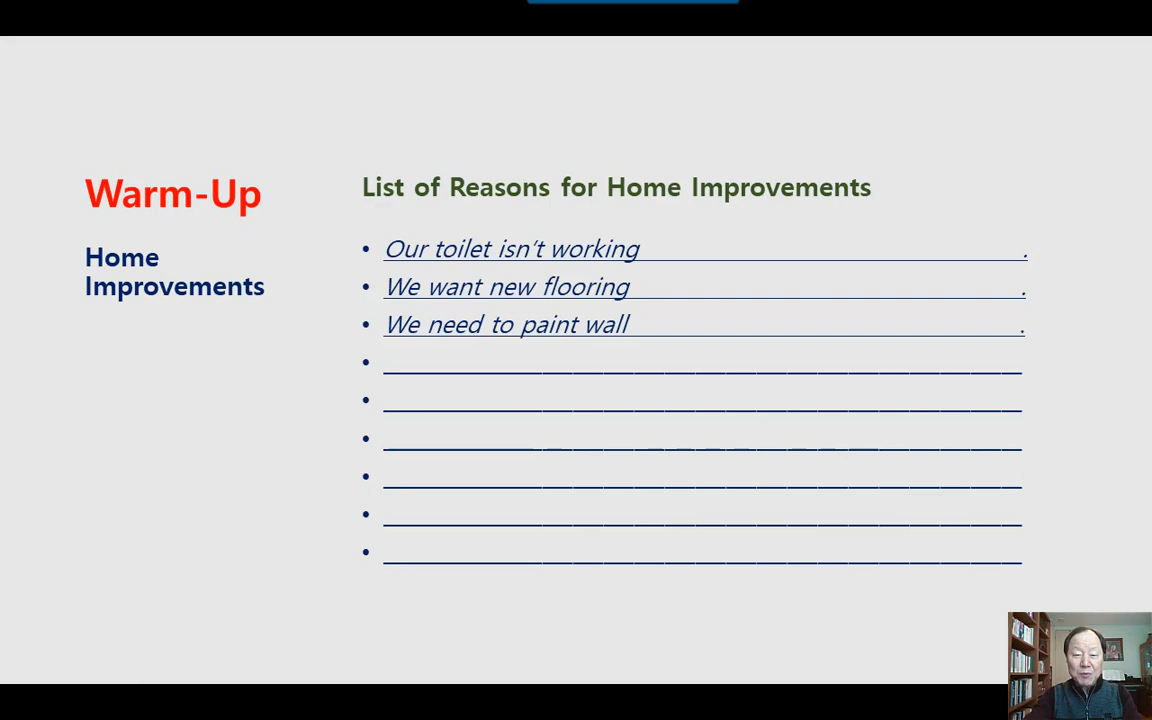 Warm-Up
Home
Improvements
List of Reasons for Home Improvements
• Our toilet isn't working .
• We want new flooring .
• We need to paint wall .